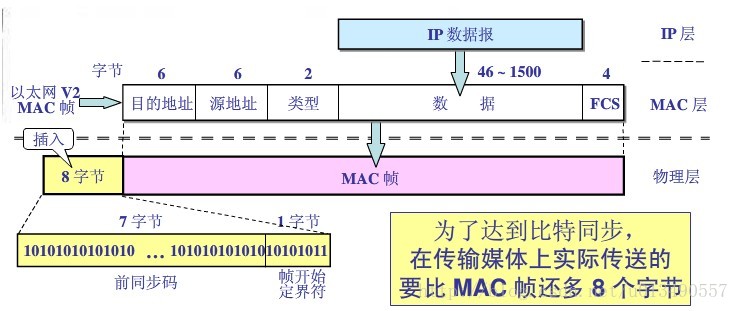 IP 数据报
IP 层
字节
6
6
2
46 ~ 1500
4
以太网 V2
MAC 帧
目的地址
源地址
类型
数 据
FCS
MAC 层
插入
8 字节
MAC 帧
物理层
7 字节
1 字节
10101010101010 … 10101010101010101011
前同步码
帧开始
定界符
为了达到比特同步，
在传输媒体上实际传送的
要比 MAC 帧还多 8 个字节